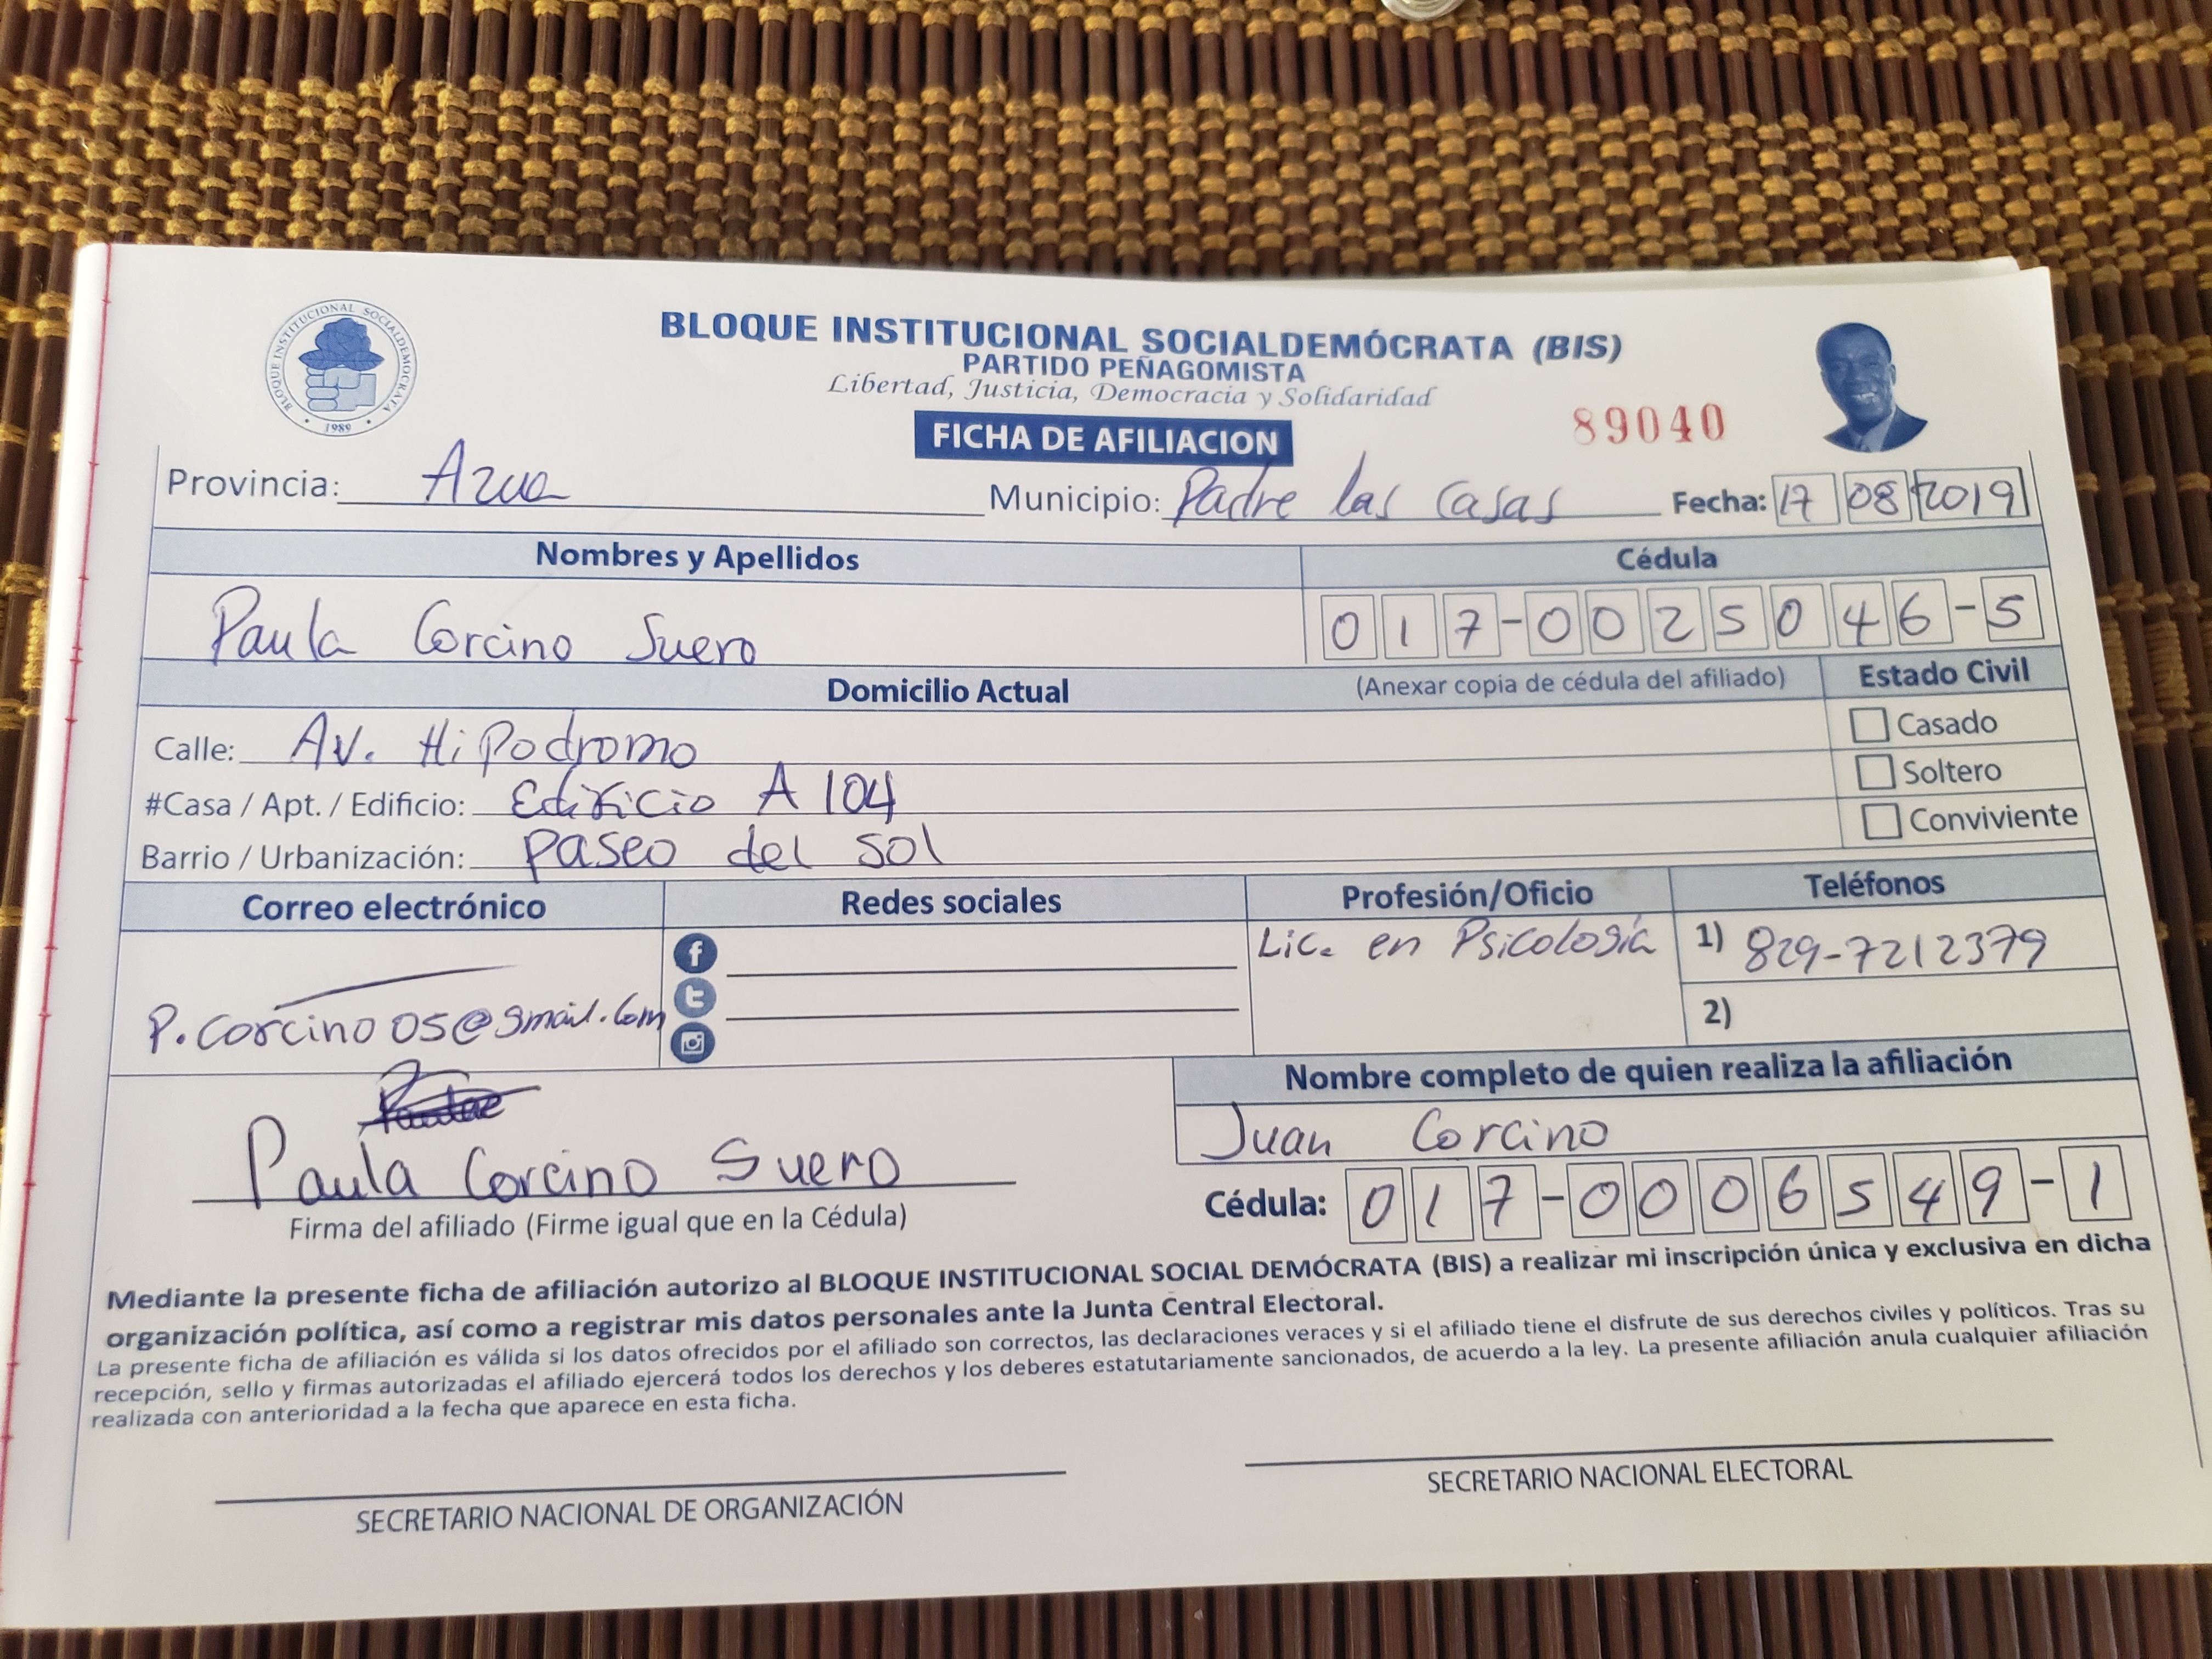 BLOQUE INSTITUCIONAL SOCIALDEMOCRATA
1989
BLOQUE INSTITUCIONAL SOCIALDEMÓCRATA (BIS)
PARTIDO PEÑAGOMISTA
Libertad, Justicia, Democracia y Solidaridad
FICHA DE AFILIACION
89040
Provincia: Azua Municipio: Padre las Casas Fecha: 17 08 2019
Nombres y Apellidos Cédula
Paula Corcino Suero 017-0025046-5
Domicilio Actual (Anexar copia de cédula del afiliado) Estado Civil
Calle: Av. Hipodromo Casado
#Casa / Apt. / Edificio: Edificio A 104 Soltero
Barrio / Urbanización: paseo del sol Conviviente
Correo electrónico Redes sociales Profesión/Oficio Teléfonos
Lic. en Psicología 1) 829-7212379
P.corcino05@gmail.com 2)
Nombre completo de quien realiza la afiliación
Juan Corcino
Paula Corcino Suero
Cédula: 017-0006549-1
Firma del afiliado (Firme igual que en la Cédula)
Mediante la presente ficha de afiliación autorizo al BLOQUE INSTITUCIONAL SOCIAL DEMÓCRATA (BIS) a realizar mi inscripción única y exclusiva en dicha
organización política, así como a registrar mis datos personales ante la Junta Central Electoral.
La presente ficha de afiliación es válida si los datos ofrecidos por el afiliado son correctos, las declaraciones veraces y si el afiliado tiene el disfrute de sus derechos civiles y políticos. Tras su
recepción, sello y firmas autorizadas el afiliado ejercerá todos los derechos y los deberes estatutariamente sancionados, de acuerdo a la ley. La presente afiliación anula cualquier afiliación
realizada con anterioridad a la fecha que aparece en esta ficha.
SECRETARIO NACIONAL DE ORGANIZACIÓN SECRETARIO NACIONAL ELECTORAL